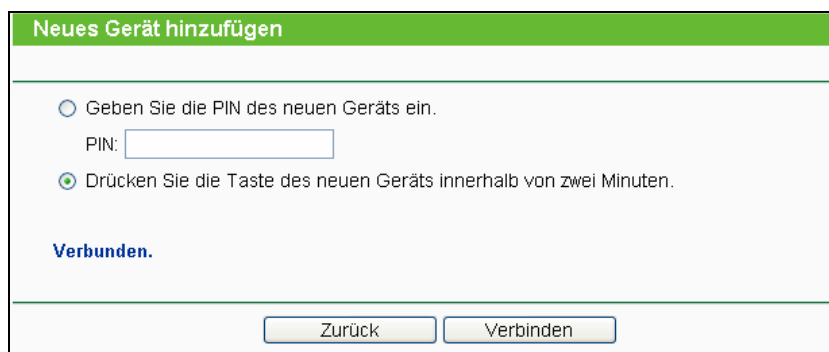 Neues Gerät hinzufügen
Geben Sie die PIN des neuen Geräts ein.
PIN:
Drücken Sie die Taste des neuen Geräts innerhalb von zwei Minuten.
Verbunden.
Zurück Verbinden